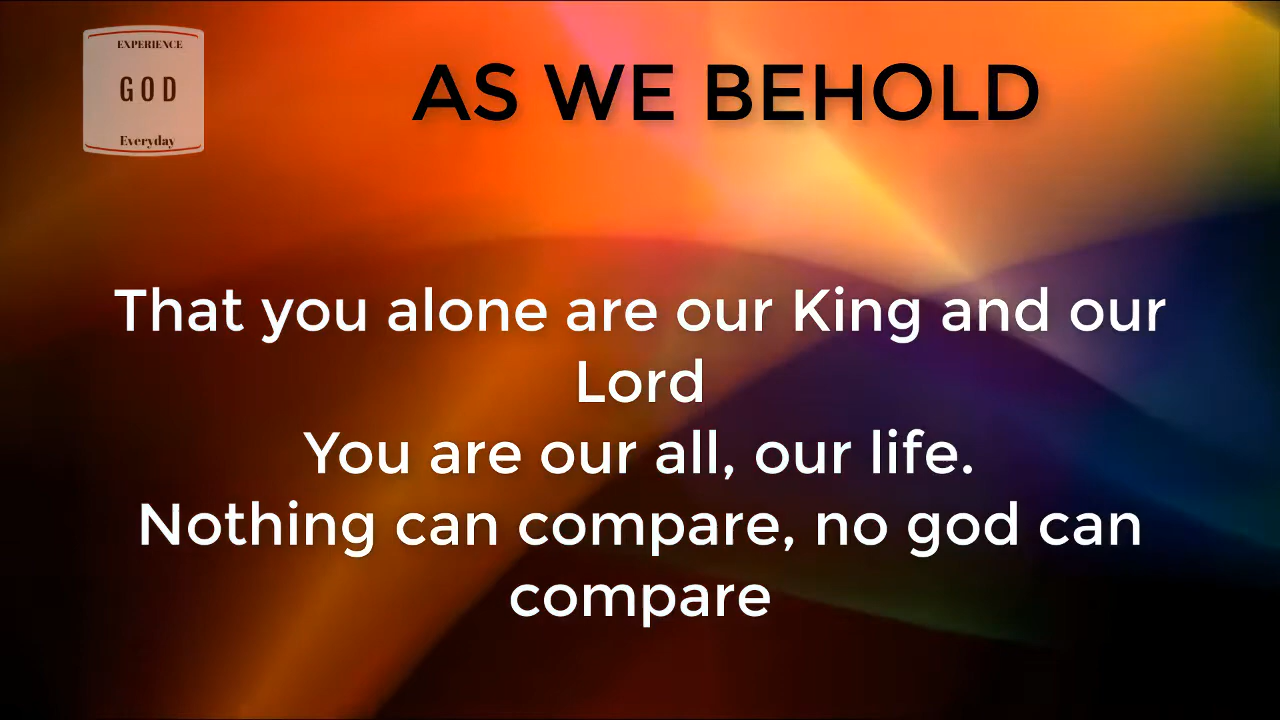 EXPERIENCE
GOD
Everyday
AS WE BEHOLD
That you alone are our King and our
Lord
You are our all, our life.
Nothing can compare, no god can
compare